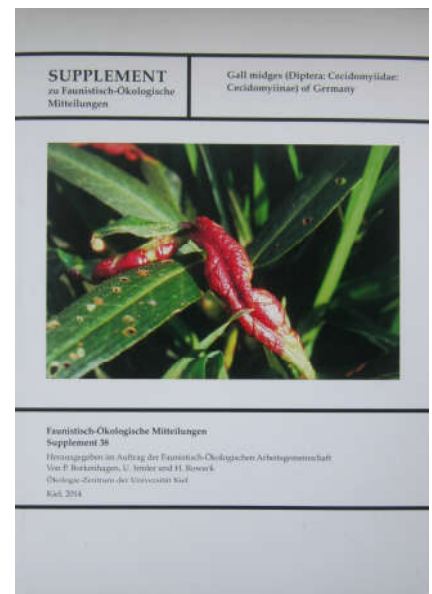 SUPPLEMENT
zu Faunistisch-Ökologische
Mitteilungen
Gall midges (Diptera: Cecidomyiidae:
Cecidomyiinae) of Germany
Faunistisch-Ökologische Mitteilungen
Supplement 38
Herausgegeben im Auftrag der Faunistisch-Ökologischen Arbeitsgemeinschaft
Von P. Borkenhagen, U. Irmler und H. Roweck
Ökologie-Zentrum der Universität Kiel
Kiel, 2014